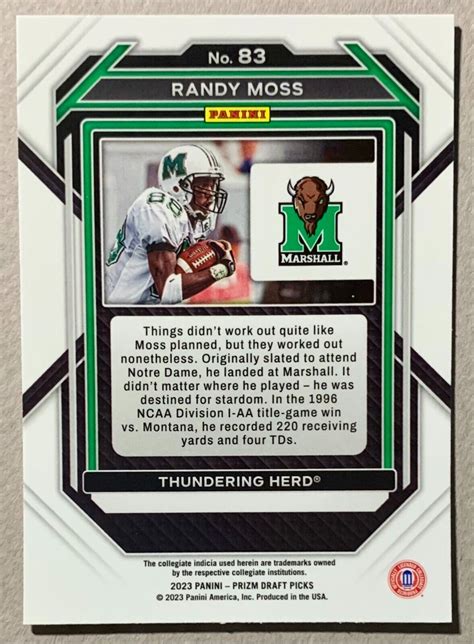 No. 83
RANDY MOSS
PANINI
M
88
M
MARSHALL®
Things didn't work out quite like
Moss planned, but they worked out
nonetheless. Originally slated to attend
Notre Dame, he landed at Marshall. It
didn't matter where he played – he was
destined for stardom. In the 1996
NCAA Division I-AA title-game win
vs. Montana, he recorded 220 receiving
yards and four TDs.
THUNDERING HERD®
The collegiate indicia used herein are trademarks owned
by the respective collegiate institutions.
2023 PANINI – PRIZM DRAFT PICKS
© 2023 Panini America, Inc. Produced in the USA.